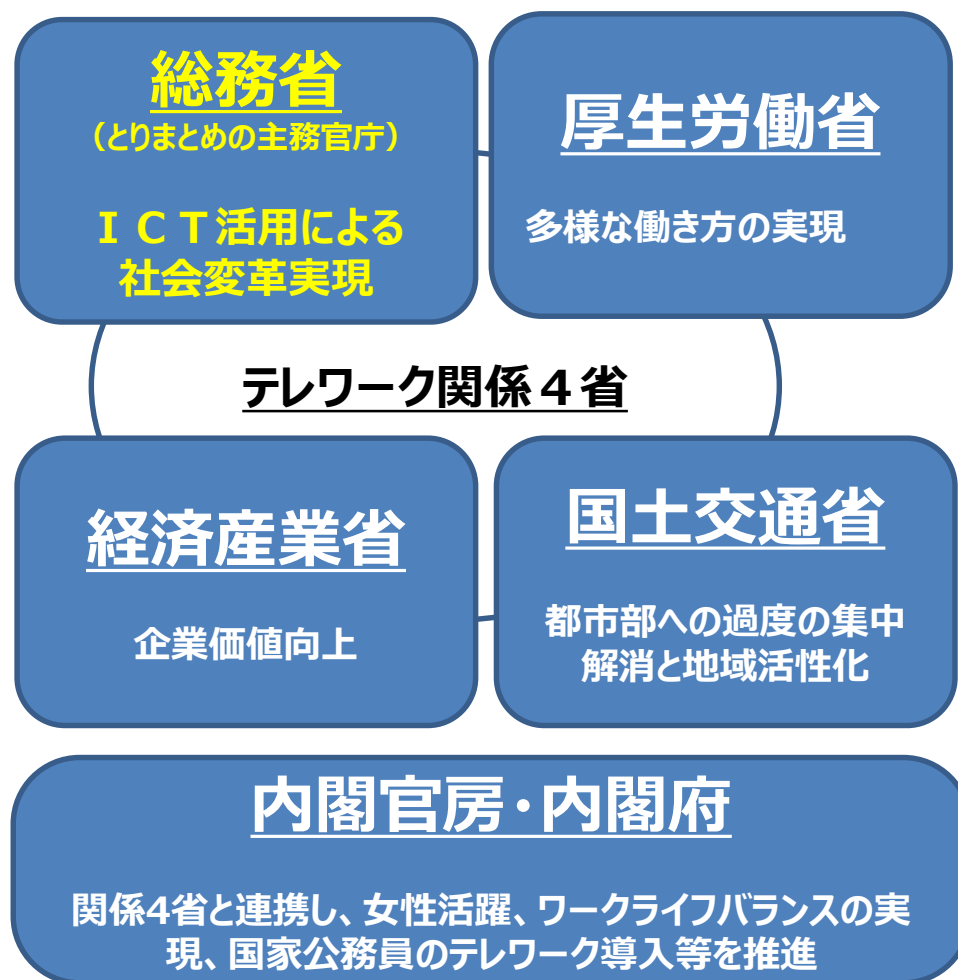 総務省
(とりまとめの主務官庁)
ＩＣＴ活用による
社会変革実現
厚生労働省
多様な働き方の実現
テレワーク関係４省
経済産業省
企業価値向上
国土交通省
都市部への過度の集中
解消と地域活性化
内閣官房・内閣府
関係4省と連携し、女性活躍、ワークライフバランスの実
現、国家公務員のテレワーク導入等を推進